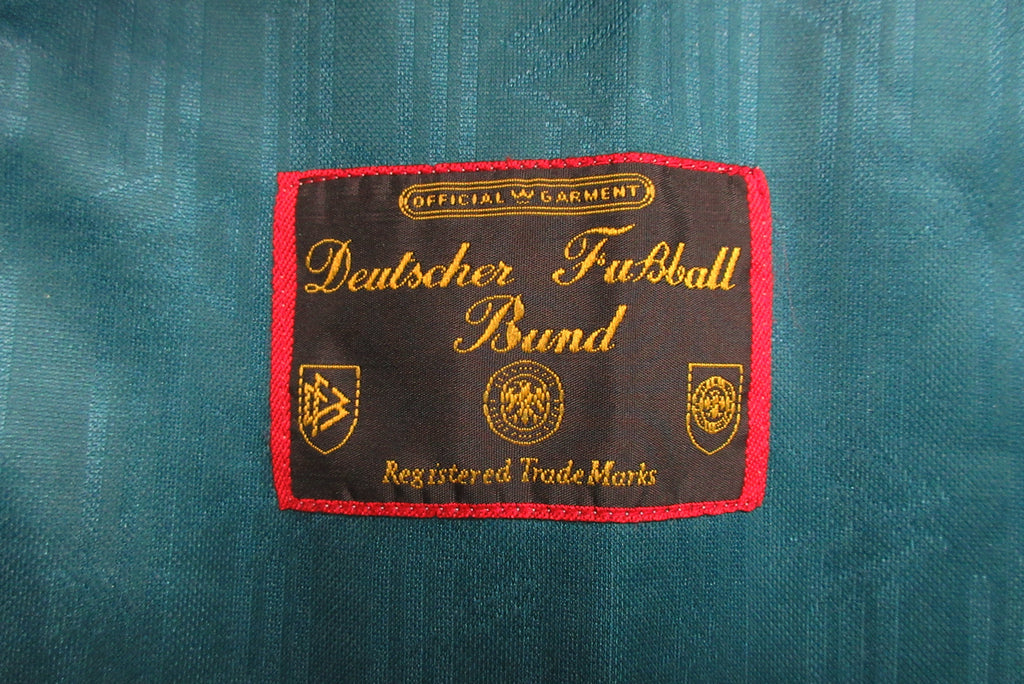 OFFICIAL GARMENT
Deutscher Fußball
Bund
Registered Trade Marks